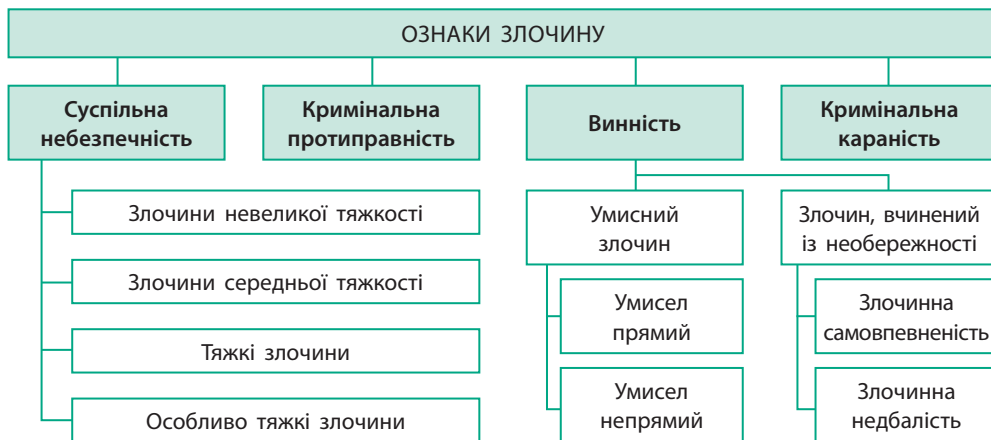 ОЗНАКИ ЗЛОЧИНУ
Суспільна
небезпечність
Кримінальна
протиправність
Винність
Кримінальна
караність
Злочини невеликої тяжкості
Злочини середньої тяжкості
Тяжкі злочини
Особливо тяжкі злочини
Умисний
злочин
Умисел
прямий
Умисел
непрямий
Злочин, вчинений
із необережності
Злочинна
самовпевненість
Злочинна
недбалість